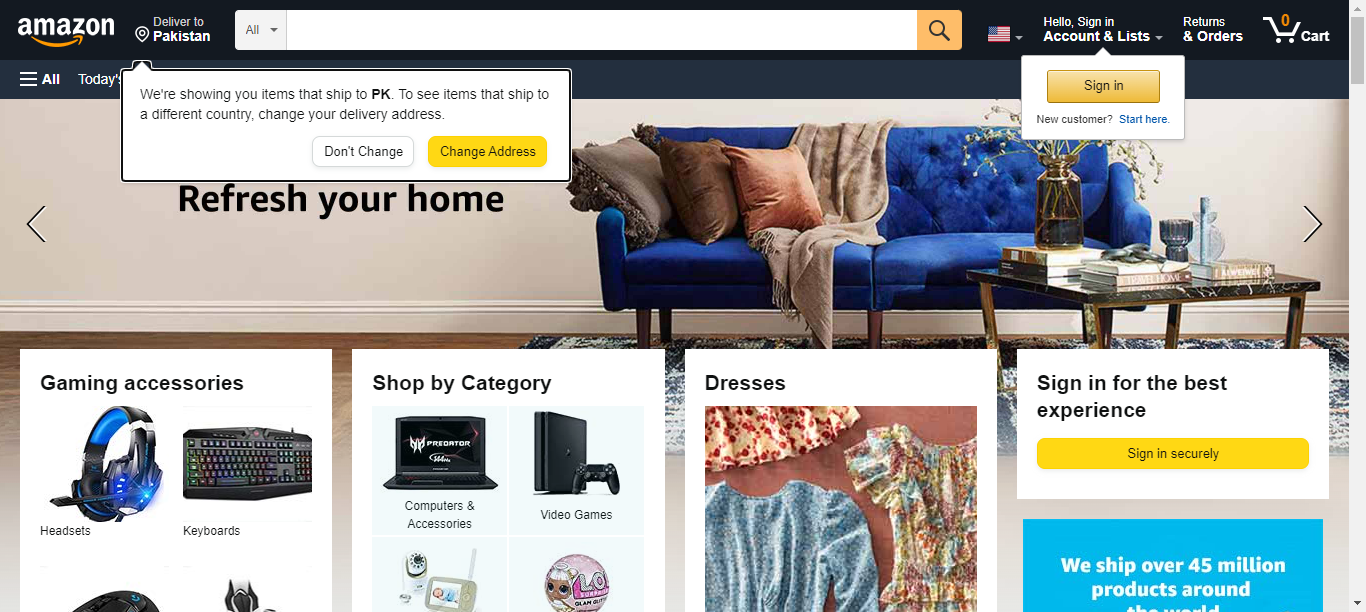 amazon
Deliver to
Pakistan
All
Hello, Sign in
Account & Lists
Returns
& Orders
0
Cart
All
Today's
We're showing you items that ship to PK. To see items that ship to
a different country, change your delivery address.
Don't Change
Change Address
Sign in
New customer? Start here.
Refresh your home
Gaming accessories
Headsets
Keyboards
Shop by Category
PREDATOR
Computers &
Accessories
Video Games
Dresses
Sign in for the best
experience
Sign in securely
We ship over 45 million
products around
the world